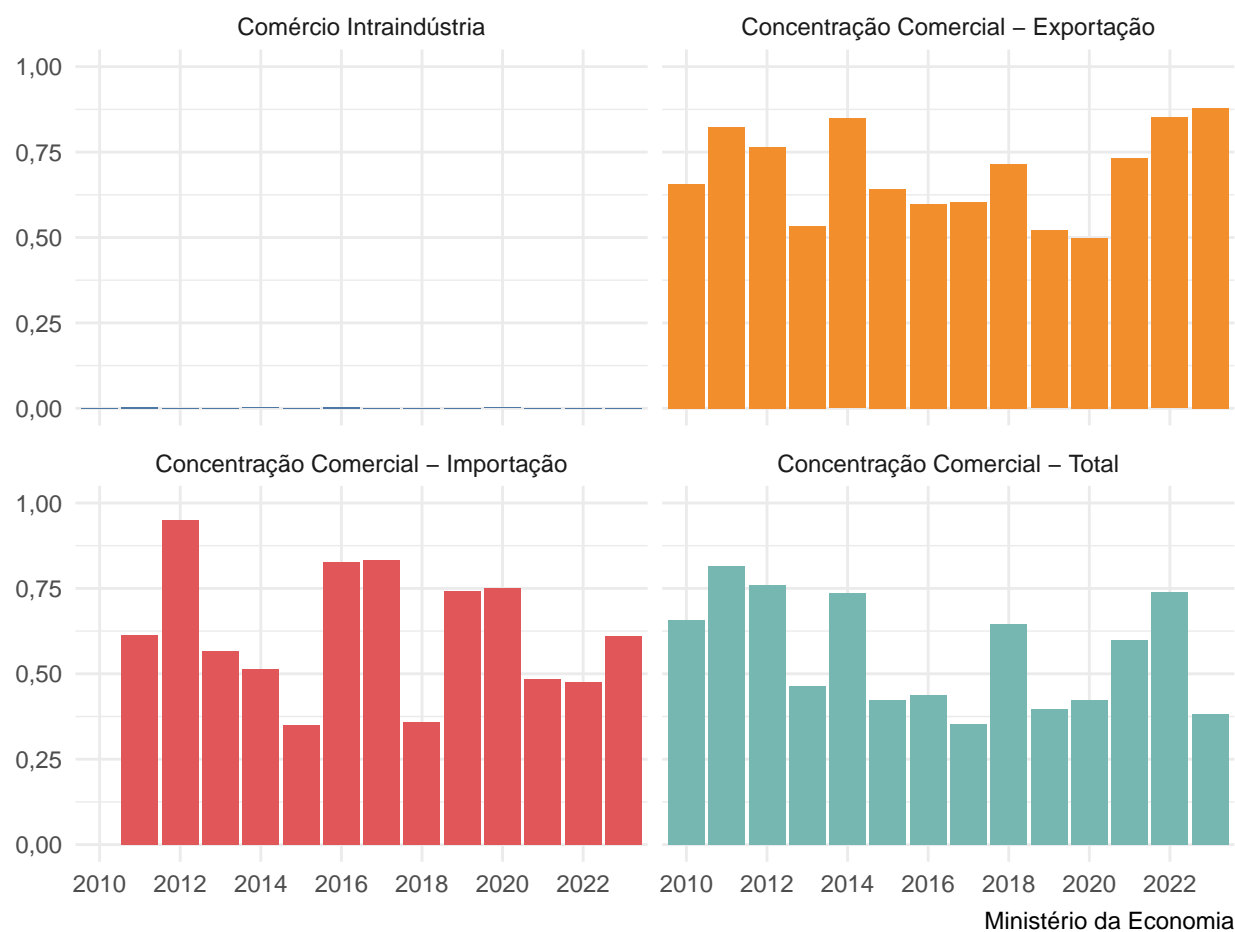 Comércio Intraindústria
Concentração Comercial – Exportação
1,00
0,75
0,50
0,25
0,00
Concentração Comercial – Importação
Concentração Comercial – Total
1,00
0,75
0,50
0,25
0,00
2010 2012 2014 2016 2018 2020 2022
2010 2012 2014 2016 2018 2020 2022
Ministério da Economia